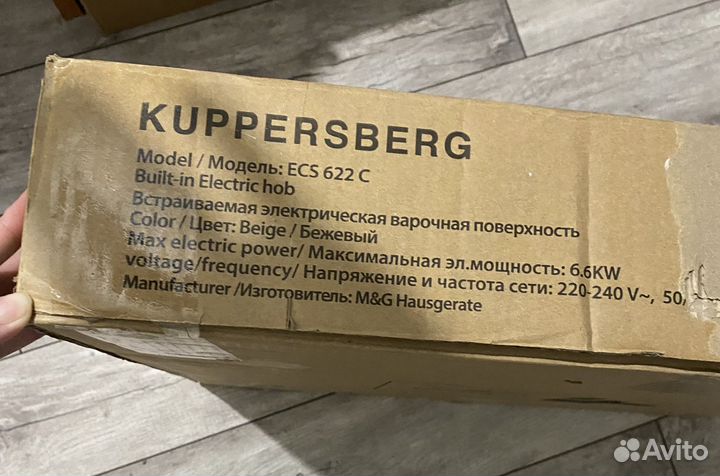 KUPPERSBERG
Model / Модель: ECS 622 C
Built-in Electric hob
Встраиваемая электрическая варочная поверхность
Color / Цвет: Beige / Бежевый
Max electric power/ Максимальная эл.мощность: 6.6KW
voltage/frequency/ Напряжение и частота сети: 220-240 V~, 50,
Manufacturer /Изготовитель: M&G Hausgerate
Avito